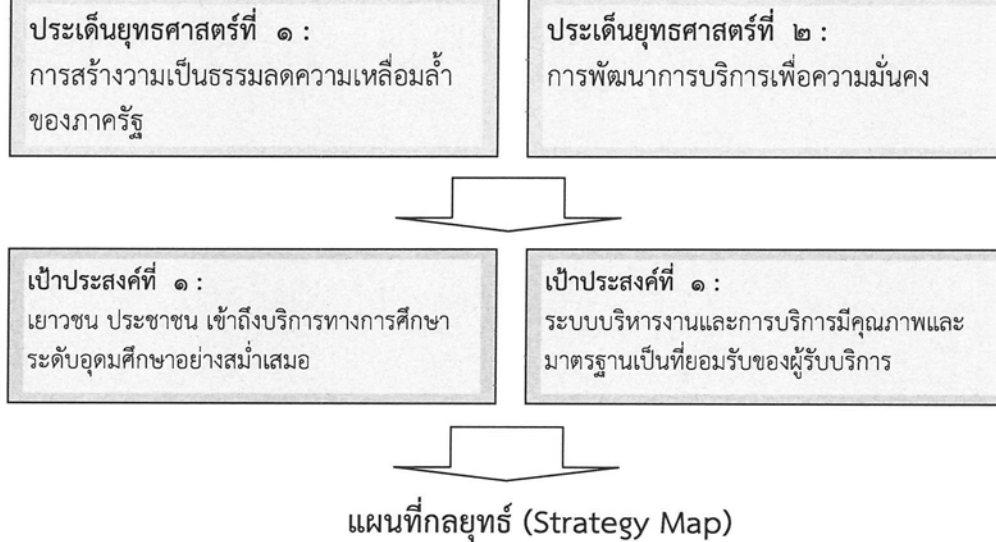 ประเด็นยุทธศาสตร์ที่ ๑ :
การสร้างวามเป็นธรรมลดความเหลื่อมล้ำ
ของภาครัฐ
ประเด็นยุทธศาสตร์ที่ ๒ :
การพัฒนาการบริการเพื่อความมั่นคง
เป้าประสงค์ที่ ๑ :
เยาวชน ประชาชน เข้าถึงบริการทางการศึกษา
ระดับอุดมศึกษาอย่างสม่ำเสมอ
เป้าประสงค์ที่ ๑ :
ระบบบริหารงานและการบริการมีคุณภาพและ
มาตรฐานเป็นที่ยอมรับของผู้รับบริการ
แผนที่กลยุทธ์ (Strategy Map)